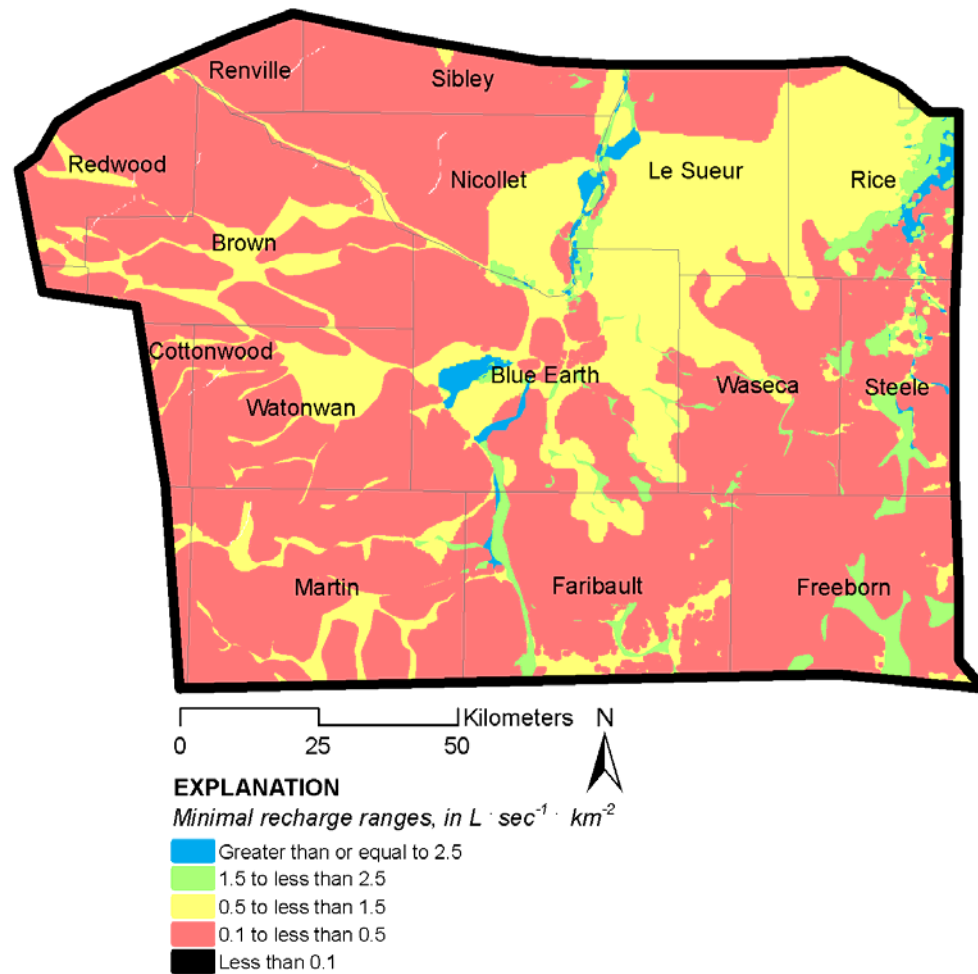 Renville
Sibley
Redwood
Nicollet
Le Sueur
Rice
Brown
Cottonwood
Blue Earth
Waseca
Steele
Watonwan
Martin
Faribault
Freeborn
Kilometers
N
0 25 50
EXPLANATION
Minimal recharge ranges, in L · sec⁻¹ · km⁻²
Greater than or equal to 2.5
1.5 to less than 2.5
0.5 to less than 1.5
0.1 to less than 0.5
Less than 0.1